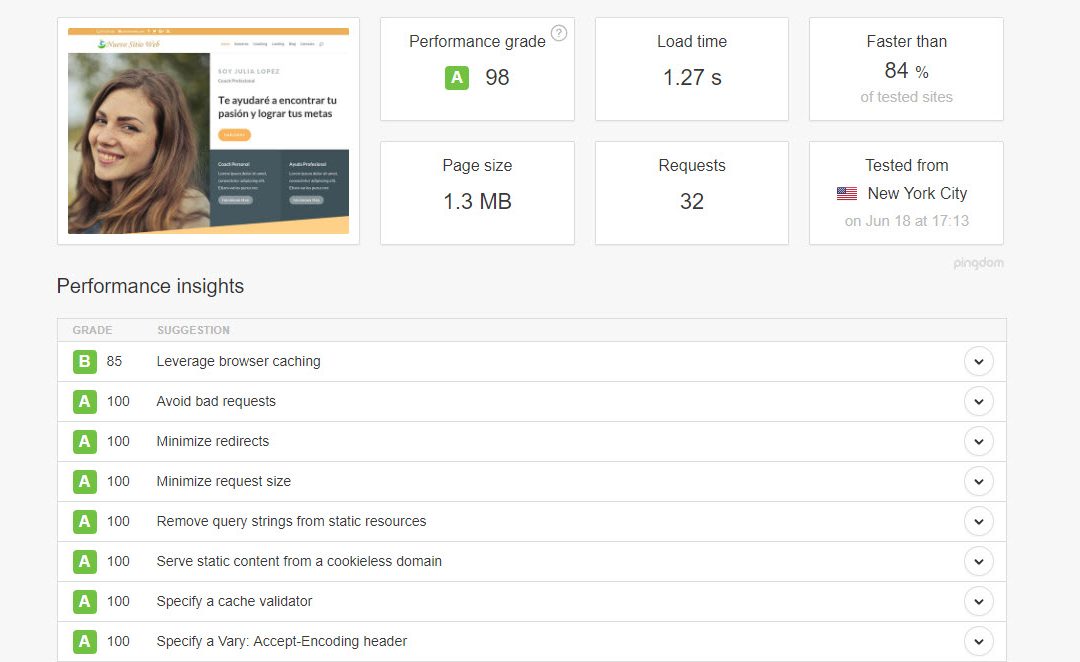 Nuevo Sitio Web
SOY JULIA LOPEZ
Coach Profesional
Te ayudaré a encontrar tu
pasión y lograr tus metas
Coach Personal
Ayuda Profesional
Performance grade ?
A 98
Load time
1.27 s
Faster than
84 %
of tested sites
Page size
1.3 MB
Requests
32
Tested from
New York City
on Jun 18 at 17:13
pingdom
Performance insights
GRADE SUGGESTION
B 85 Leverage browser caching
A 100 Avoid bad requests
A 100 Minimize redirects
A 100 Minimize request size
A 100 Remove query strings from static resources
A 100 Serve static content from a cookieless domain
A 100 Specify a cache validator
A 100 Specify a Vary: Accept-Encoding header